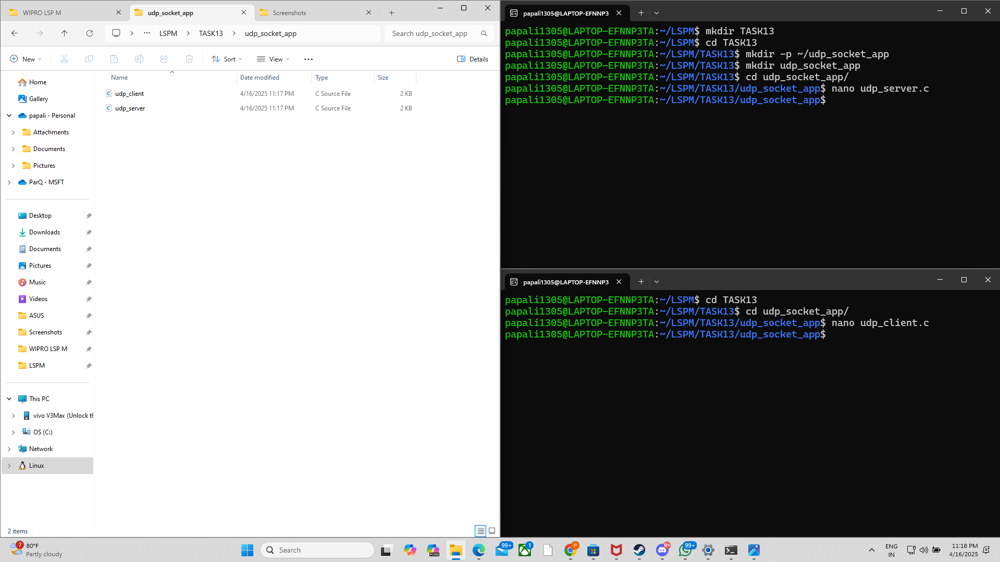 WIPRO LSP M
udp_socket_app
Screenshots
LSPM
TASK13
udp_socket_app
Search udp_socket_app
New
Sort
View
Details
Name
Date modified
Type
Size
udp_client
4/16/2025 11:17 PM
C Source File
2 KB
udp_server
4/16/2025 11:17 PM
C Source File
2 KB
Home
Gallery
papali - Personal
Attachments
Documents
Pictures
ParQ - MSFT
Desktop
Downloads
Documents
Pictures
Music
Videos
ASUS
Screenshots
WIPRO LSP M
LSPM
This PC
vivo V3Max (Unlock th
OS (C:)
Network
Linux
2 items
papali1305@LAPTOP-EFNNP3
papali1305@LAPTOP-EFNNP3TA:~/LSPM$ mkdir TASK13
papali1305@LAPTOP-EFNNP3TA:~/LSPM$ cd TASK13
papali1305@LAPTOP-EFNNP3TA:~/LSPM/TASK13$ mkdir -p ~/udp_socket_app
papali1305@LAPTOP-EFNNP3TA:~/LSPM/TASK13$ mkdir udp_socket_app
papali1305@LAPTOP-EFNNP3TA:~/LSPM/TASK13$ cd udp_socket_app/
papali1305@LAPTOP-EFNNP3TA:~/LSPM/TASK13/udp_socket_app$ nano udp_server.c
papali1305@LAPTOP-EFNNP3TA:~/LSPM/TASK13/udp_socket_app$
papali1305@LAPTOP-EFNNP3
papali1305@LAPTOP-EFNNP3TA:~/LSPM$ cd TASK13
papali1305@LAPTOP-EFNNP3TA:~/LSPM/TASK13$ cd udp_socket_app/
papali1305@LAPTOP-EFNNP3TA:~/LSPM/TASK13/udp_socket_app$ nano udp_client.c
papali1305@LAPTOP-EFNNP3TA:~/LSPM/TASK13/udp_socket_app$
7
80°F
Partly cloudy
Search
M365
99+
1
P
9+
99+
ENG
IN
11:18 PM
4/16/2025